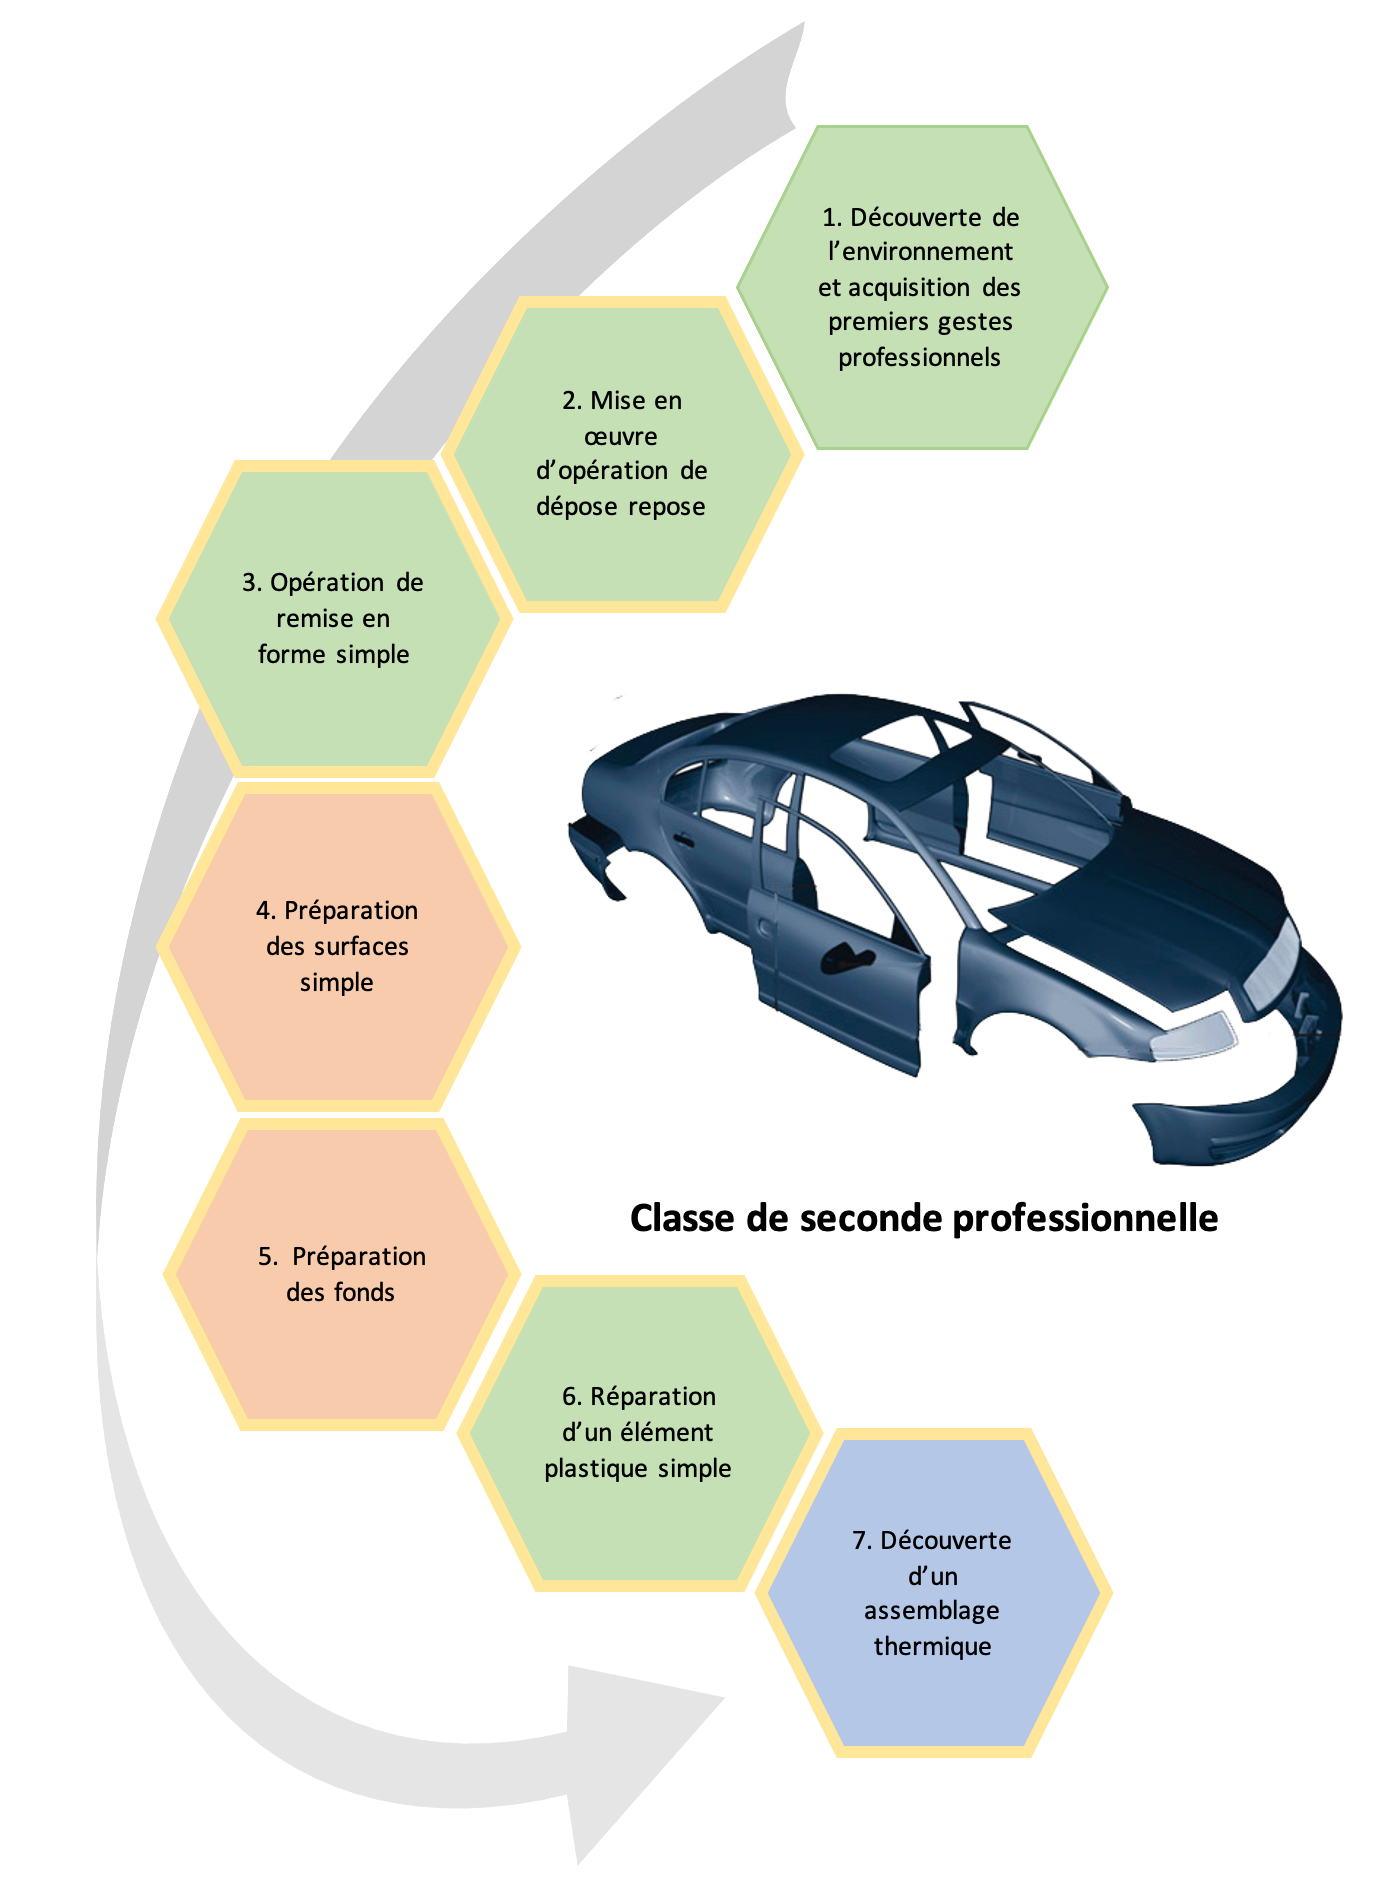 1. Découverte de
l’environnement
et acquisition des
premiers gestes
professionnels
2. Mise en
œuvre
d’opération de
dépose repose
3. Opération de
remise en
forme simple
4. Préparation
des surfaces
simple
Classe de seconde professionnelle
5. Préparation
des fonds
6. Réparation
d’un élément
plastique simple
7. Découverte
d’un
assemblage
thermique